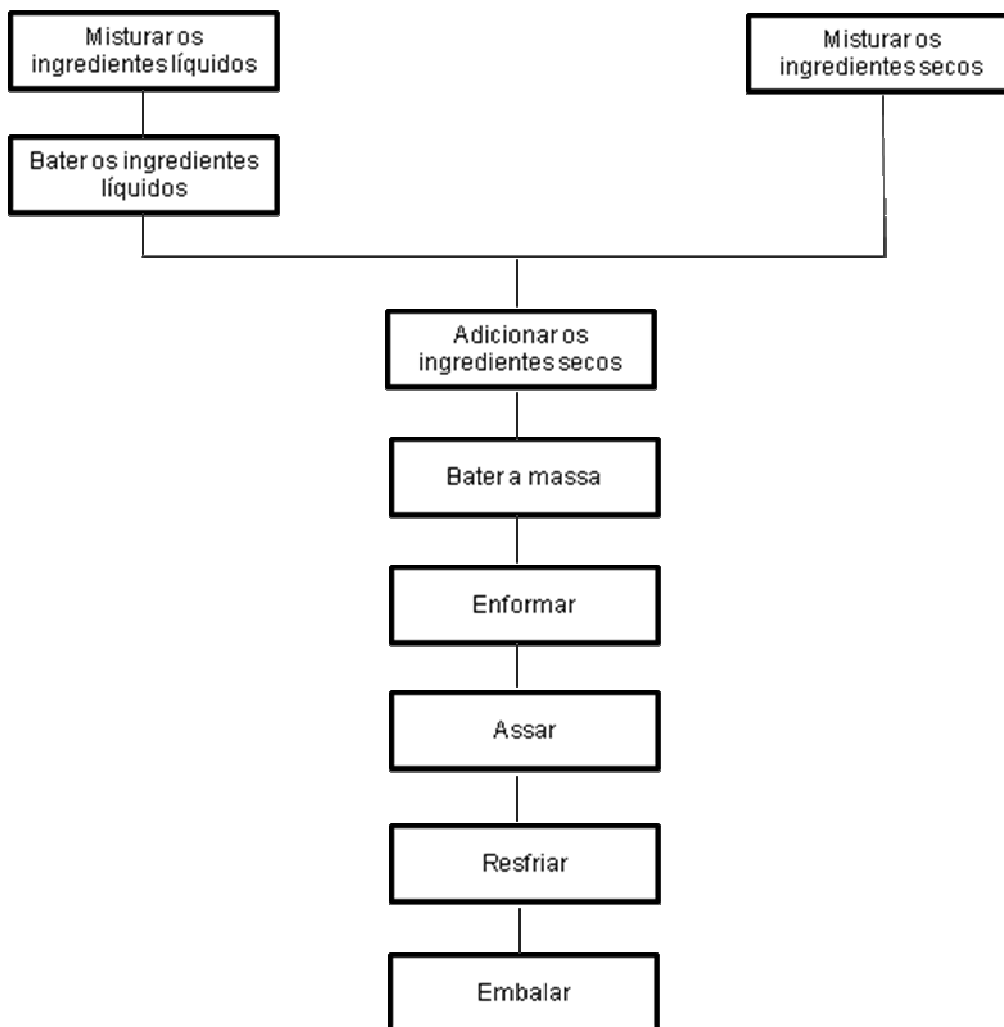 Misturar os
ingredientes líquidos
Misturar os
ingredientes secos
Bater os ingredientes
líquidos
Adicionar os
ingredientes secos
Bater a massa
Enformar
Assar
Resfriar
Embalar